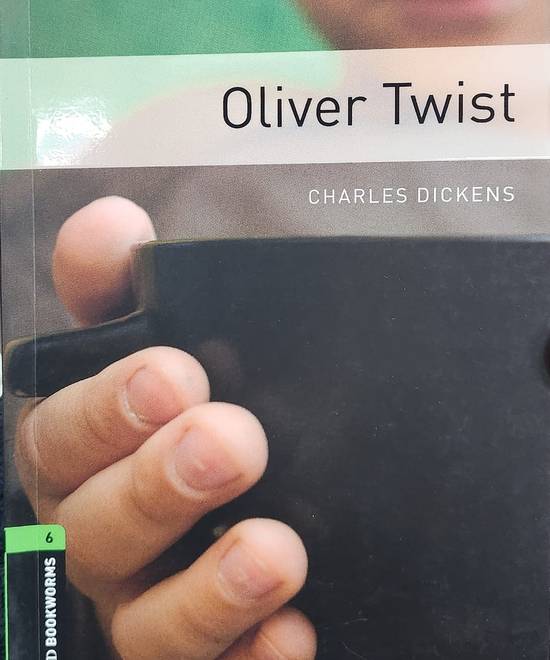 Oliver Twist
CHARLES DICKENS
6
D BOOKWORMS